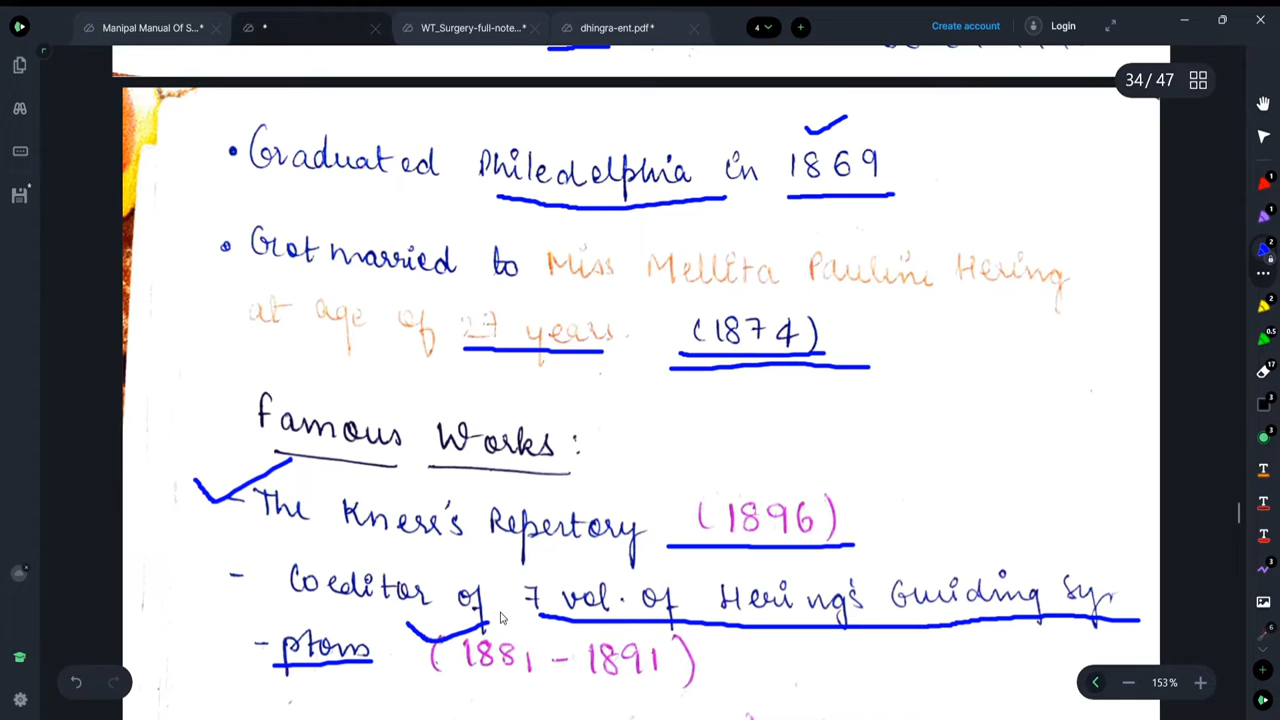 Manipal Manual Of S...*
*
WT_Surgery-full-note...*
dhingra-ent.pdf*
4
Create account
Login
34/47
• Graduated Philadelphia in 1869
• Got married to Miss Mellita Pauline Hering
at age of 27 years. (1874)
Famous Works:
- The Knerr's Repertory (1896)
- Coeditor of 7 vol. of Hering's Guiding Sy
- ptoms (1881-1891)
153%